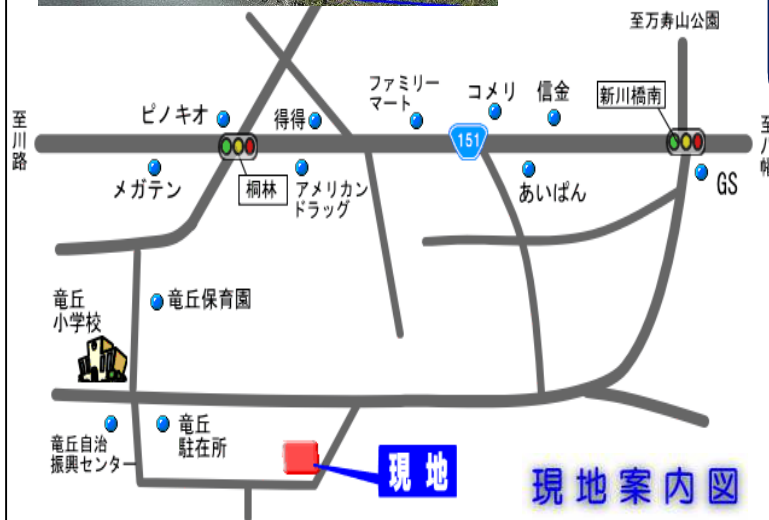 至万寿山公園
ファミリー
マート
コメリ
信金
新川橋南
ピノキオ
得得
至川路
151
至八幡
メガテン
桐林
アメリカン
ドラッグ
あいぱん
GS
竜丘
小学校
竜丘保育園
竜丘自治
振興センター
竜丘
駐在所
現地
現地案内図